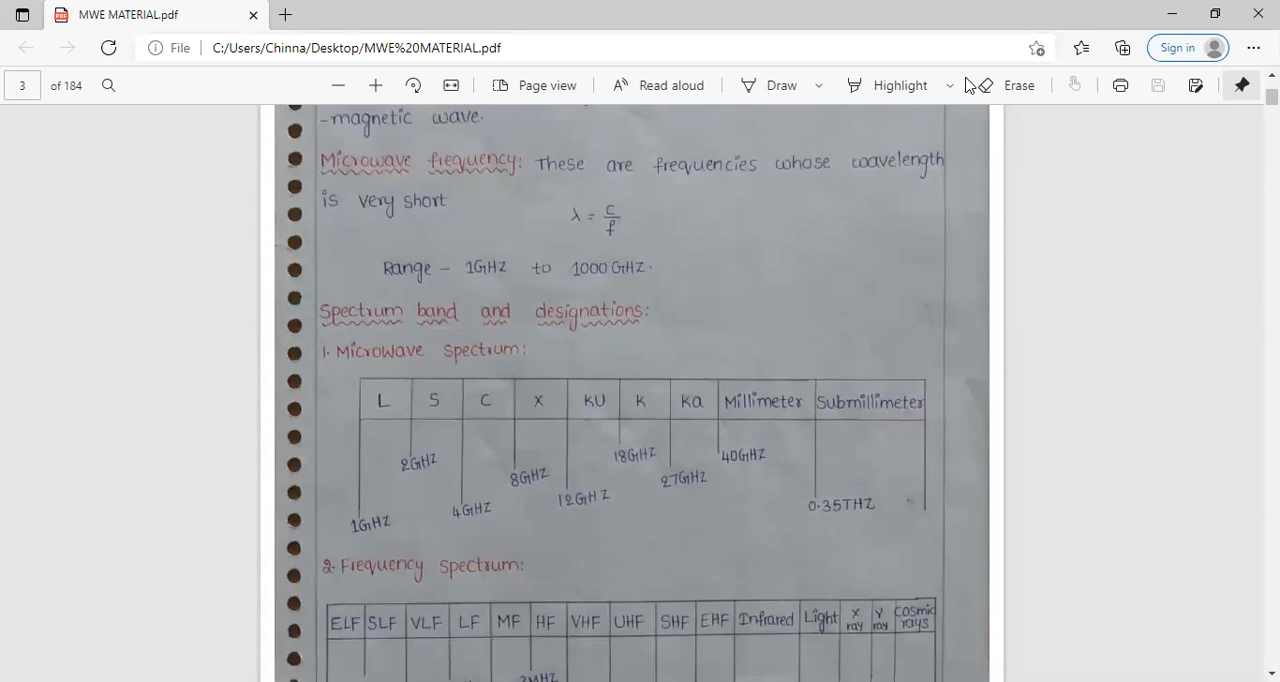 MWE MATERIAL.pdf
File C:/Users/Chinna/Desktop/MWE%20MATERIAL.pdf Sign in
3 of 184 Page view Read aloud Draw Highlight Erase
-magnetic wave.
Microwave frequency: These are frequencies whose wavelength
is very short
λ = c/f
Range - 1GHZ to 1000 GHZ.
Spectrum band and designations:
1. Microwave spectrum:
L S C X KU K Ka Millimeter Submillimeter
18GHZ 40GHZ
2GHZ 8GHZ 27GHZ
12GHZ
4GHZ 0.35THZ
1GHZ
2. Frequency spectrum:
ELF SLF VLF LF MF HF VHF UHF SHF EHF Infrared Light X ray γ ray cosmic rays
3MHZ